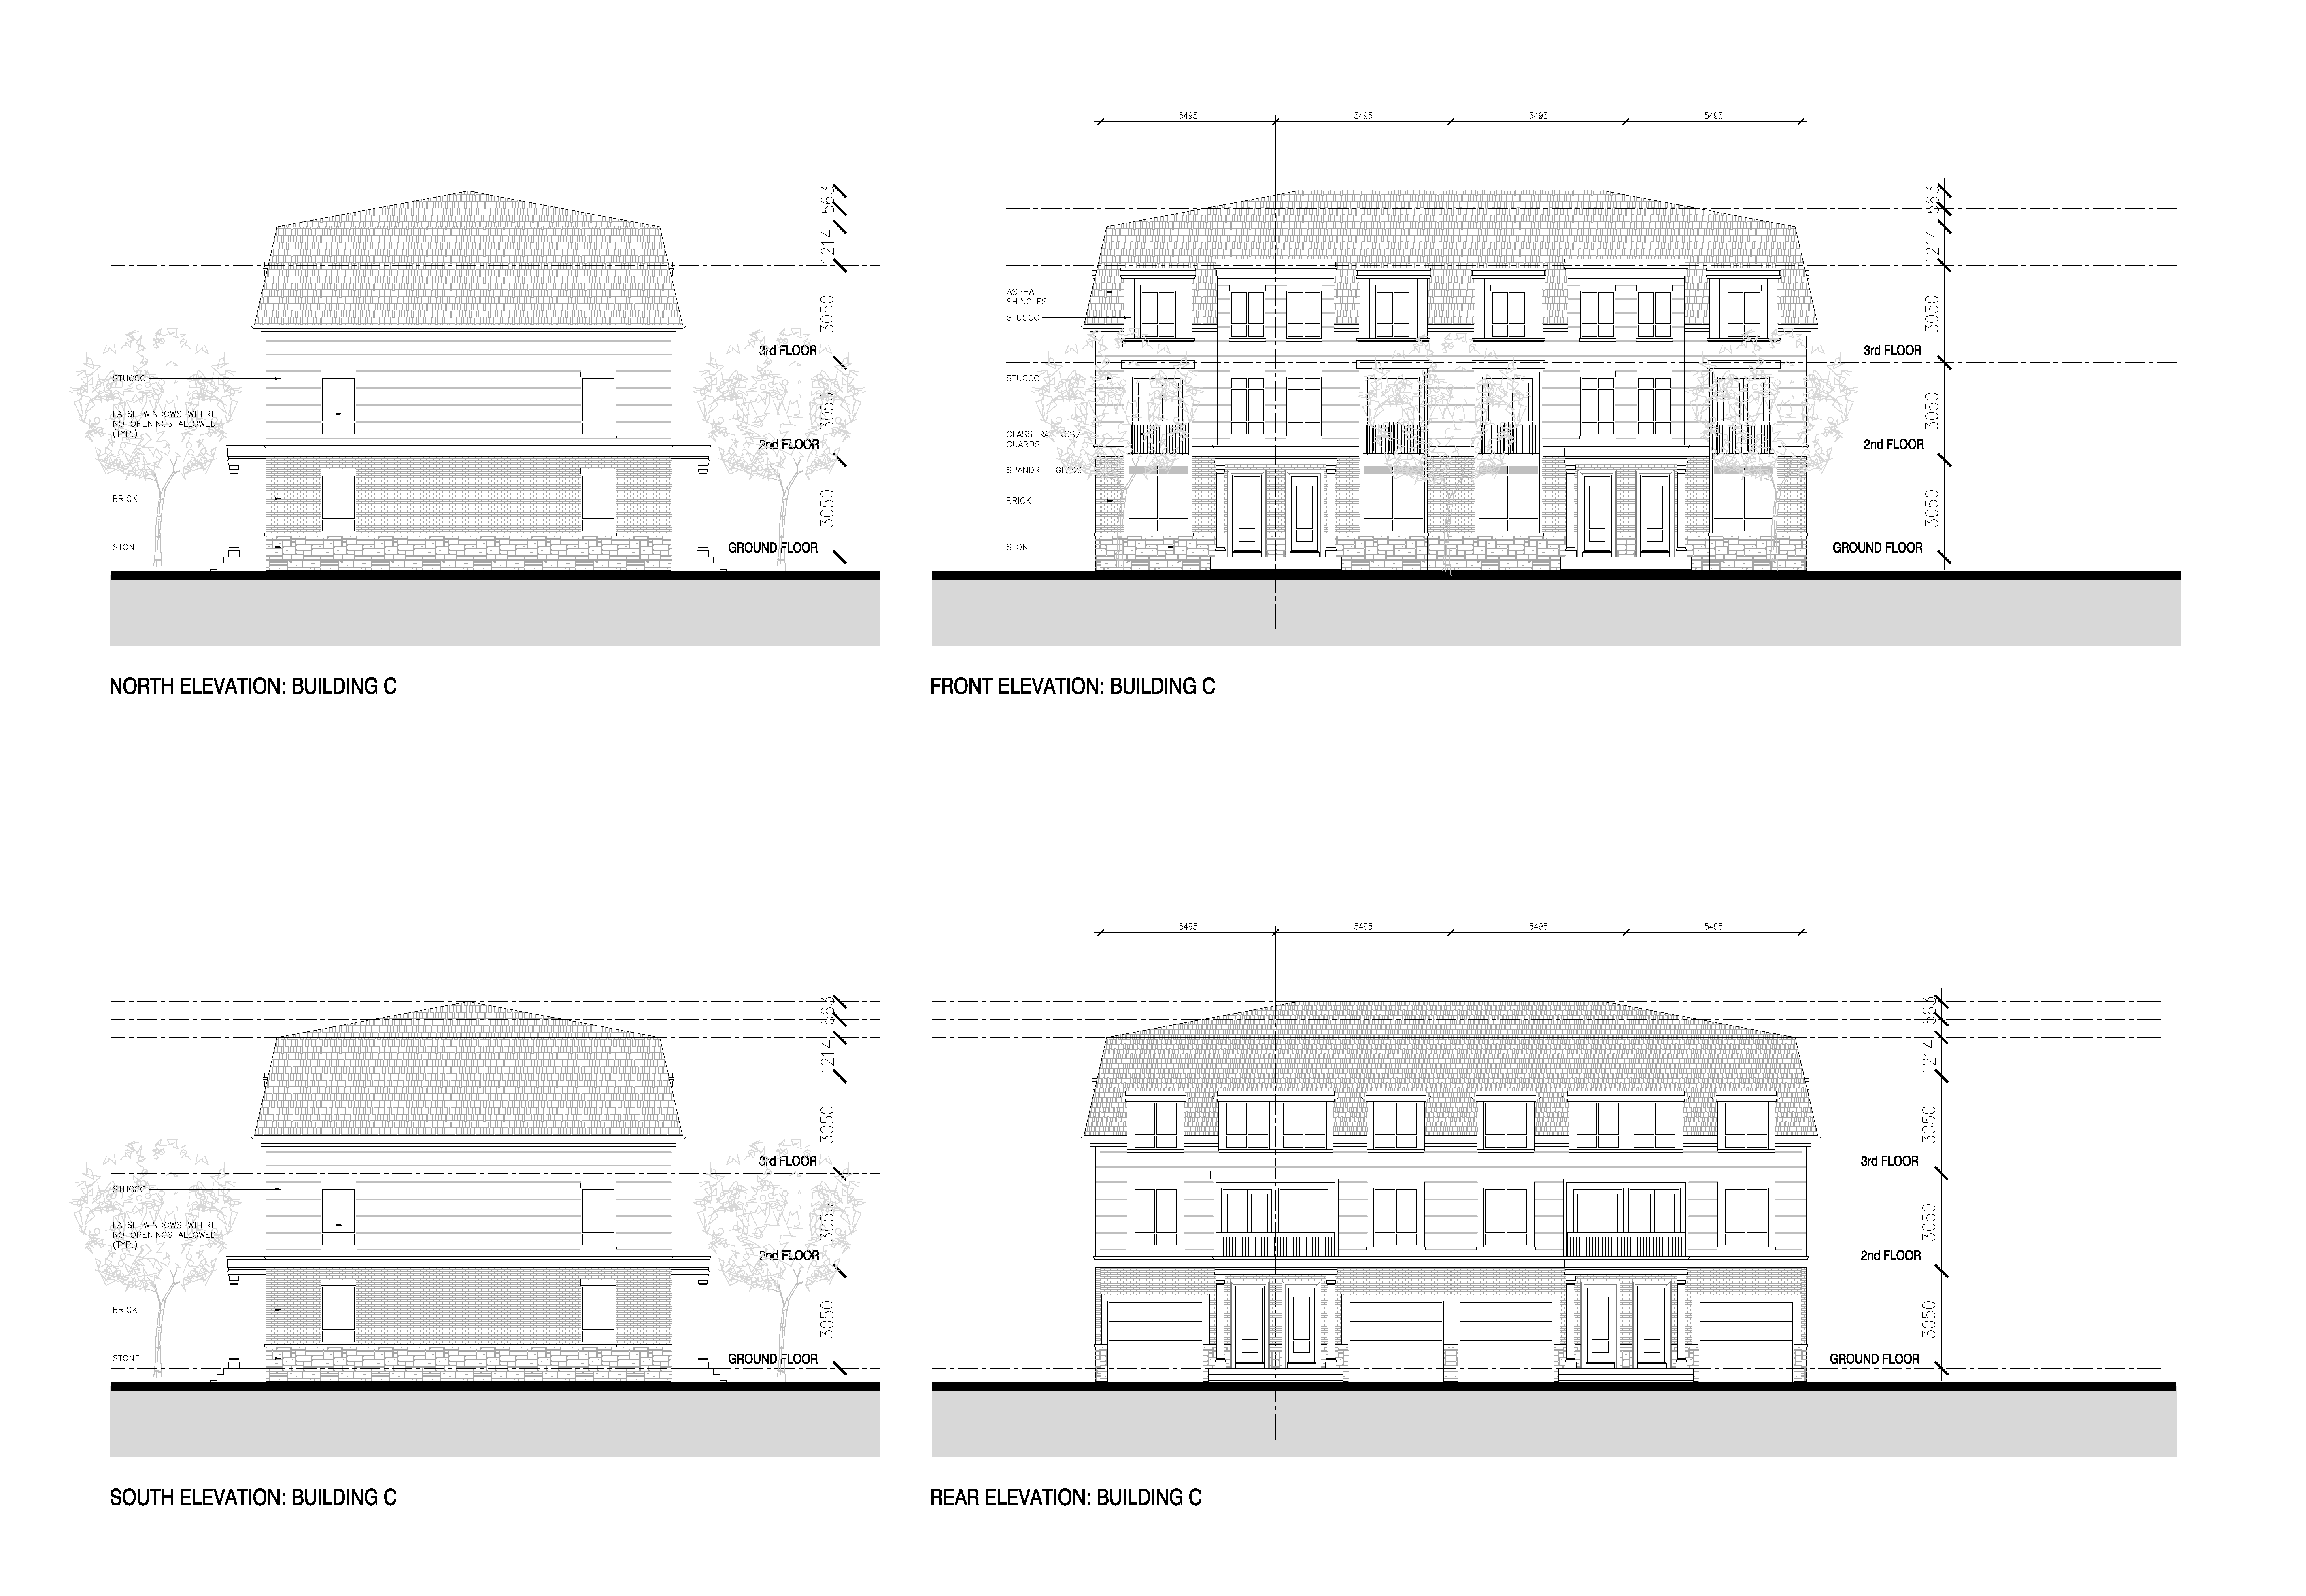 5495 5495 5495 5495
563
1214
3050
3rd FLOOR
3050
2nd FLOOR
3050
GROUND FLOOR
STUCCO
FALSE WINDOWS WHERE
NO OPENINGS ALLOWED
(TYP.)
BRICK
STONE
NORTH ELEVATION: BUILDING C
ASPHALT
SHINGLES
STUCCO
STUCCO
GLASS RAILINGS/
GUARDS
SPANDREL GLASS
BRICK
STONE
563
1214
3050
3rd FLOOR
3050
2nd FLOOR
3050
GROUND FLOOR
FRONT ELEVATION: BUILDING C
5495 5495 5495 5495
563
1214
3050
3rd FLOOR
3050
2nd FLOOR
3050
GROUND FLOOR
STUCCO
FALSE WINDOWS WHERE
NO OPENINGS ALLOWED
(TYP.)
BRICK
STONE
SOUTH ELEVATION: BUILDING C
563
1214
3050
3rd FLOOR
3050
2nd FLOOR
3050
GROUND FLOOR
REAR ELEVATION: BUILDING C